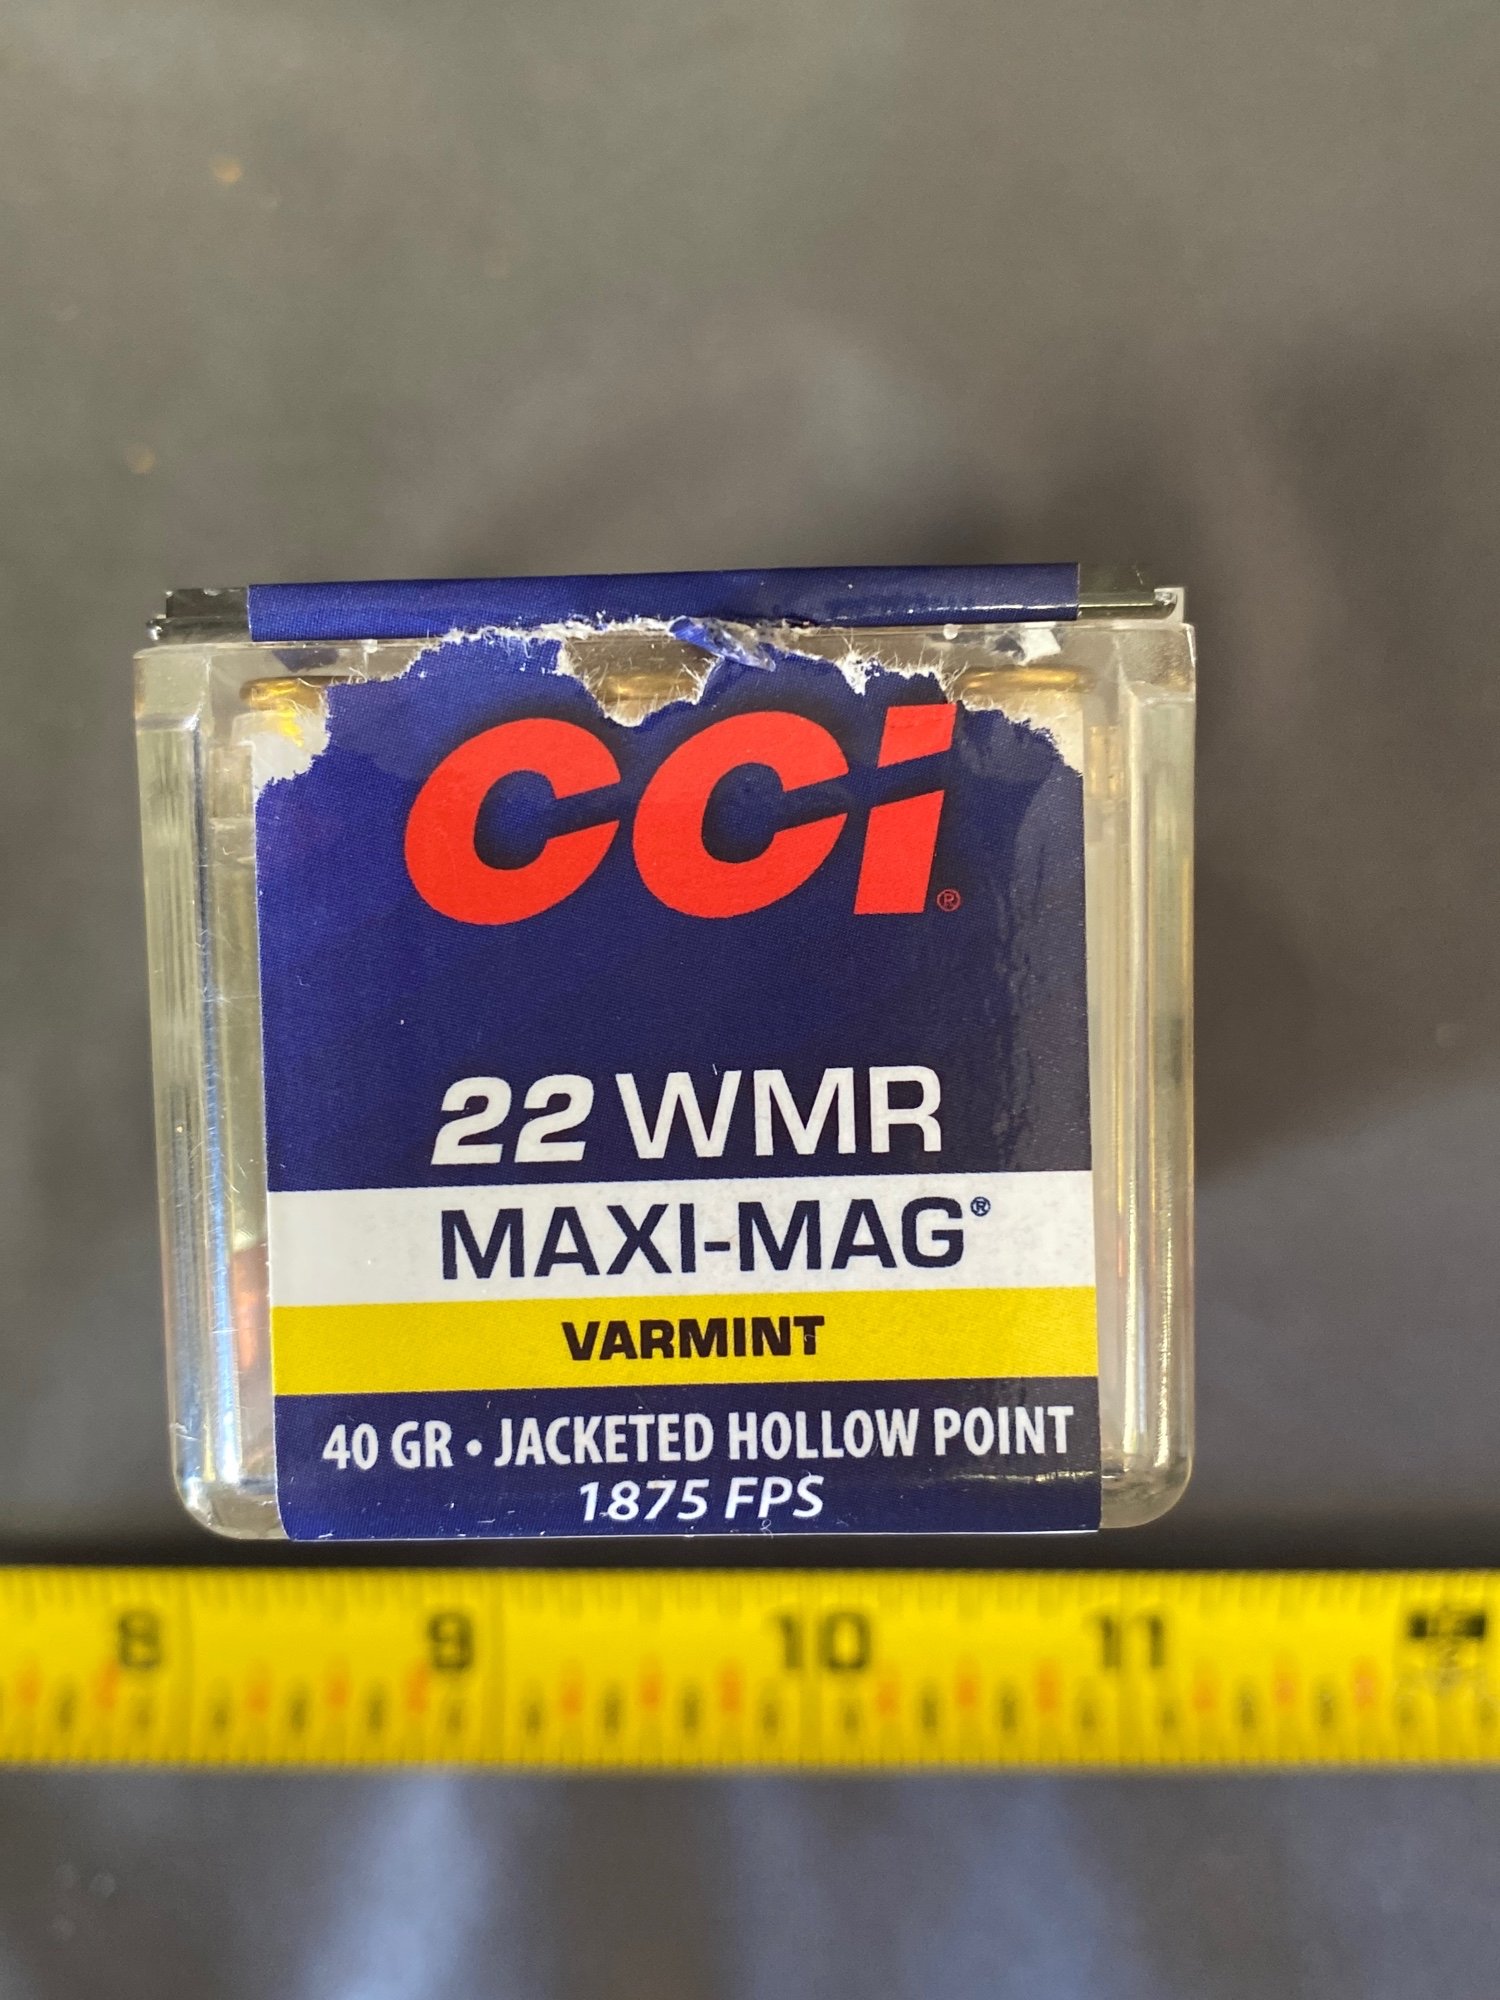 CCI®
22 WMR
MAXI-MAG®
VARMINT
40 GR • JACKETED HOLLOW POINT
1875 FPS
8 9 10 11